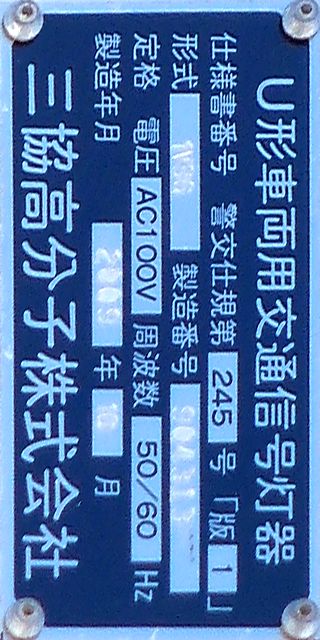 U形車両用交通信号灯器
仕様書番号 警交仕規第 245 号「版 1」
形式 製造番号
定格 電圧 AC100V 周波数 50/60 Hz
製造年月 2009 年 月
三協高分子株式会社